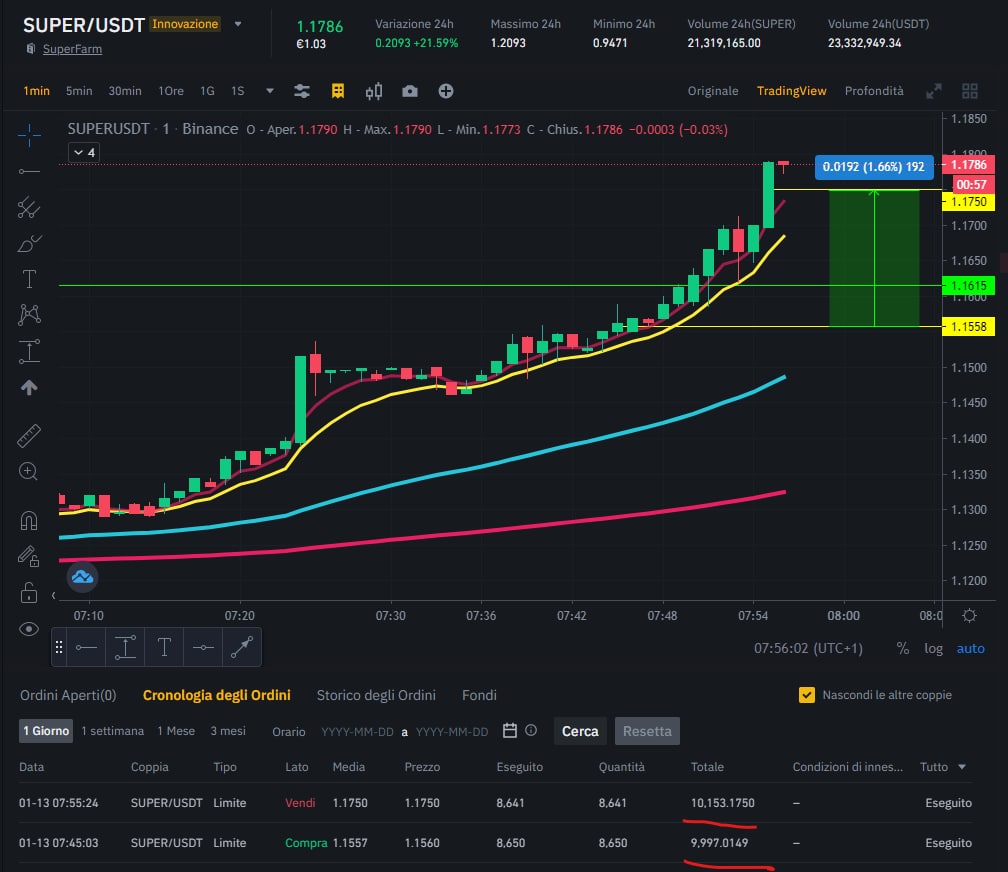 SUPER/USDT Innovazione
SuperFarm
1.1786
€1.03
Variazione 24h
0.2093 +21.59%
Massimo 24h
1.2093
Minimo 24h
0.9471
Volume 24h(SUPER)
21,319,165.00
Volume 24h(USDT)
23,332,949.34
1min 5min 30min 1Ore 1G 1S
Originale TradingView Profondità
SUPERUSDT · 1 · Binance O - Aper.1.1790 H - Max.1.1790 L - Min.1.1773 C - Chius.1.1786 -0.0003 (-0.03%)
4
0.0192 (1.66%) 192
1.1850
1.1800
1.1786
00:57
1.1750
1.1700
1.1650
1.1615
1.1600
1.1558
1.1500
1.1450
1.1400
1.1350
1.1300
1.1250
1.1200
07:10 07:20 07:30 07:36 07:42 07:48 07:54 08:00 08:0
07:56:02 (UTC+1) % log auto
Ordini Aperti(0) Cronologia degli Ordini Storico degli Ordini Fondi
Nascondi le altre coppie
1 Giorno 1 settimana 1 Mese 3 mesi Orario YYYY-MM-DD a YYYY-MM-DD Cerca Resetta
Data Coppia Tipo Lato Media Prezzo Eseguito Quantità Totale Condizioni di innes... Tutto
01-13 07:55:24 SUPER/USDT Limite Vendi 1.1750 1.1750 8,641 8,641 10,153.1750 – Eseguito
01-13 07:45:03 SUPER/USDT Limite Compra 1.1557 1.1560 8,650 8,650 9,997.0149 – Eseguito